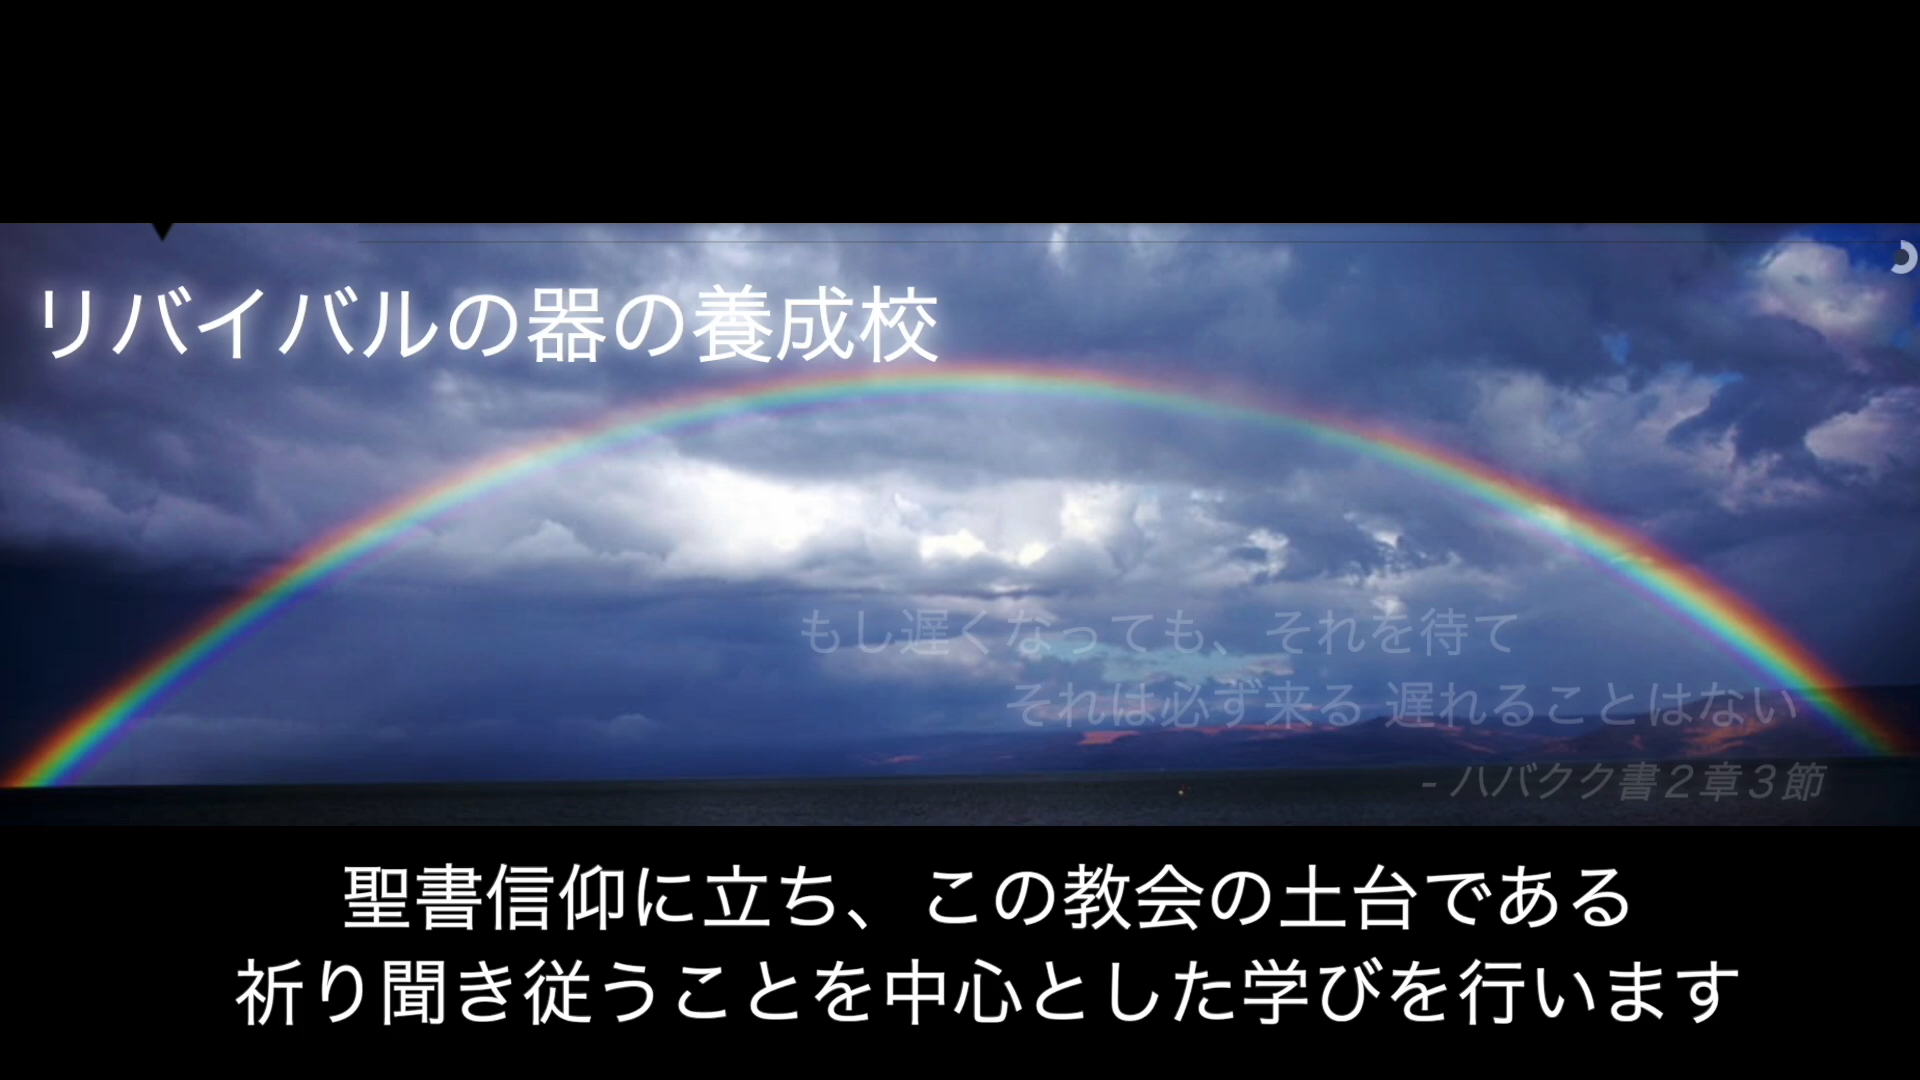 リバイバルの器の養成校
もし遅くなっても、それを待て
それは必ず来る 遅れることはない
- ハバクク書２章３節
聖書信仰に立ち、この教会の土台である
祈り聞き従うことを中心とした学びを行います